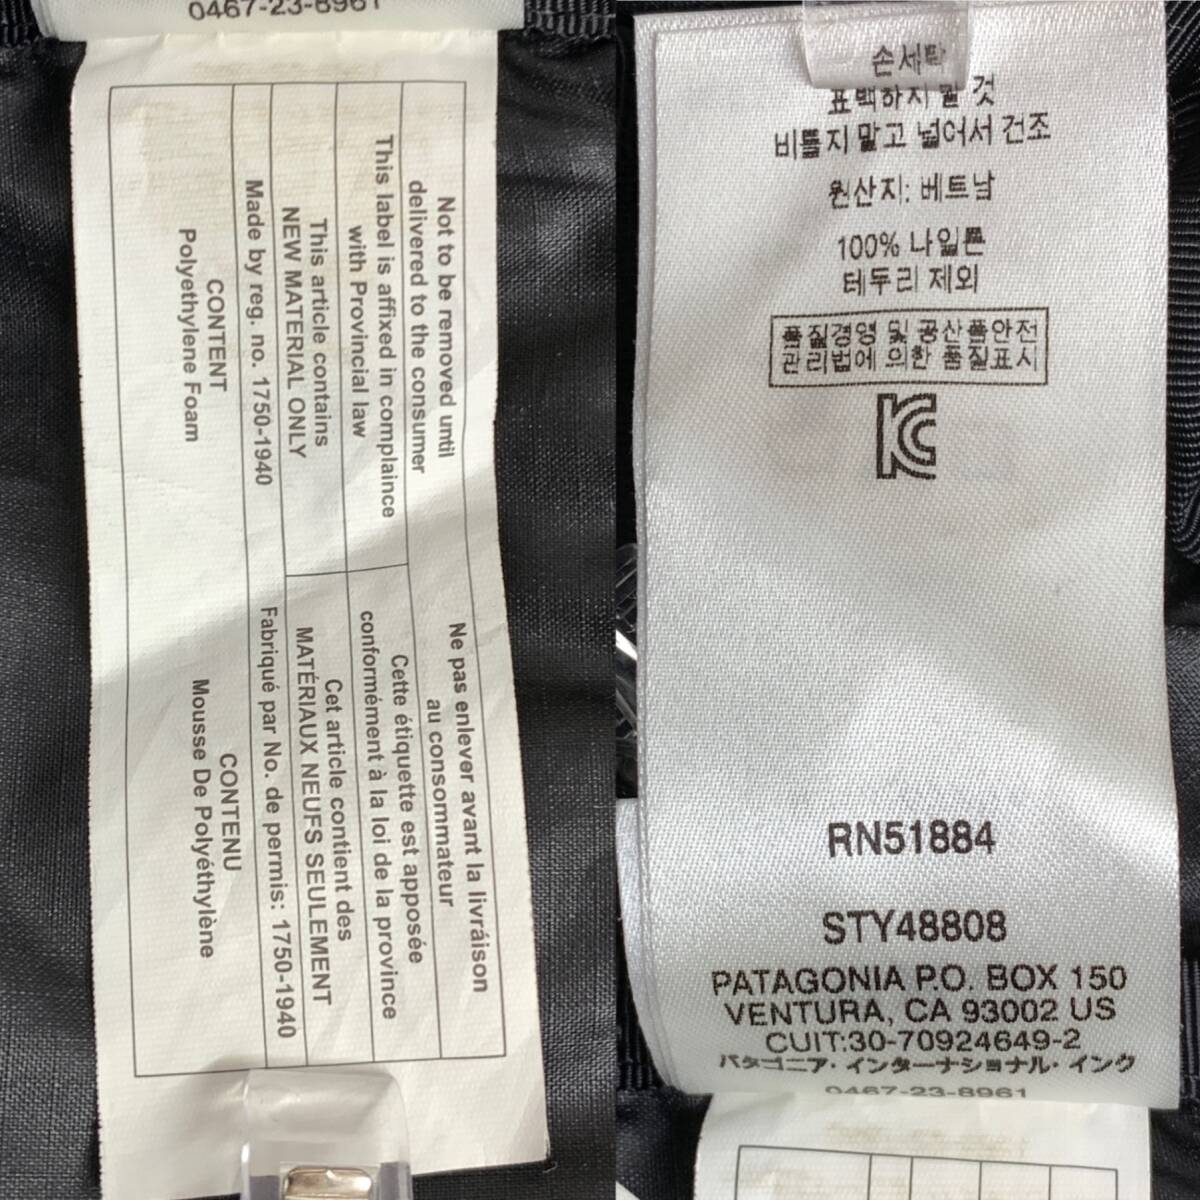 0467-23-8961
Not to be removed until
delivered to the consumer
Ne pas enlever avant la livráison
au consommateur
This label is affixed in complaince
with Provincial law
Cette étiquette est apposée
conformément à la loi de la province
This article contains
NEW MATERIAL ONLY
Cet article contient des
MATÉRIAUX NEUFS SEULEMENT
Made by reg. no. 1750-1940
Fabriqué par No. de permis: 1750-1940
CONTENT
Polyethylene Foam
CONTENU
Mousse De Polyéthylène
손세탁
표백하지 말 것
비틀지 말고 널어서 건조
원산지: 베트남
100% 나일론
테두리 제외
품질경영 및 공산품안전
관리법에 의한 품질표시
KC
RN51884
STY48808
PATAGONIA P.O. BOX 150
VENTURA, CA 93002 US
CUIT:30-70924649-2
パタゴニア・インターナショナル・インク
0467-23-8961